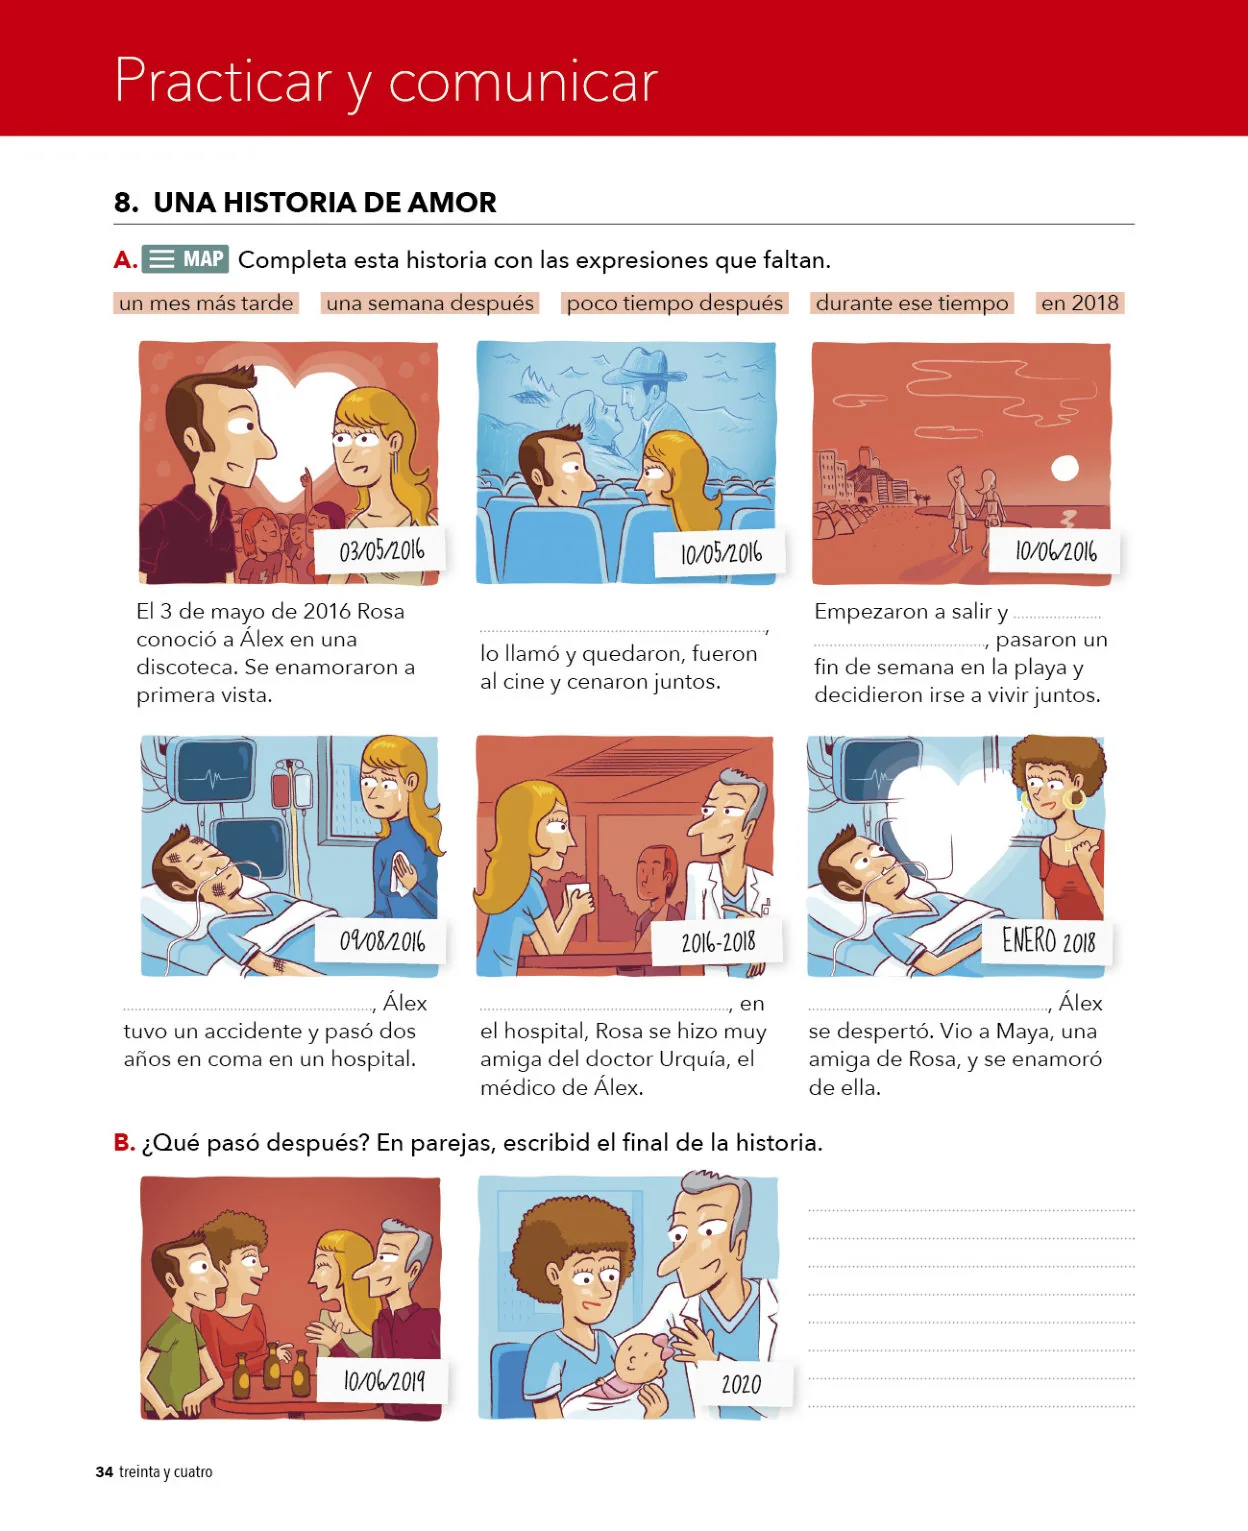 Practicar y comunicar
8. UNA HISTORIA DE AMOR
A. MAP Completa esta historia con las expresiones que faltan.
un mes más tarde una semana después poco tiempo después durante ese tiempo en 2018
03/05/2016
10/05/2016
10/06/2016
El 3 de mayo de 2016 Rosa
conoció a Álex en una
discoteca. Se enamoraron a
primera vista.
,
lo llamó y quedaron, fueron
al cine y cenaron juntos.
Empezaron a salir y
, pasaron un
fin de semana en la playa y
decidieron irse a vivir juntos.
09/08/2016
2016-2018
ENERO 2018
, Álex
tuvo un accidente y pasó dos
años en coma en un hospital.
, en
el hospital, Rosa se hizo muy
amiga del doctor Urquía, el
médico de Álex.
, Álex
se despertó. Vio a Maya, una
amiga de Rosa, y se enamoró
de ella.
B. ¿Qué pasó después? En parejas, escribid el final de la historia.
10/06/2019
2020
34 treinta y cuatro